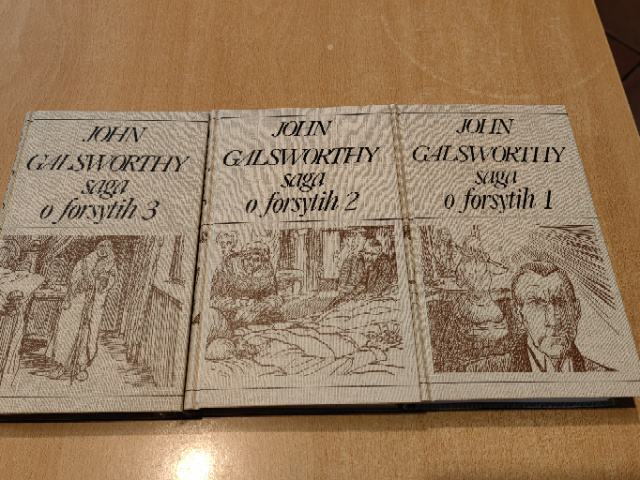 JOHN
GALSWORTHY
saga
o forsytih 3
JOHN
GALSWORTHY
saga
o forsytih 2
JOHN
GALSWORTHY
saga
o forsytih 1